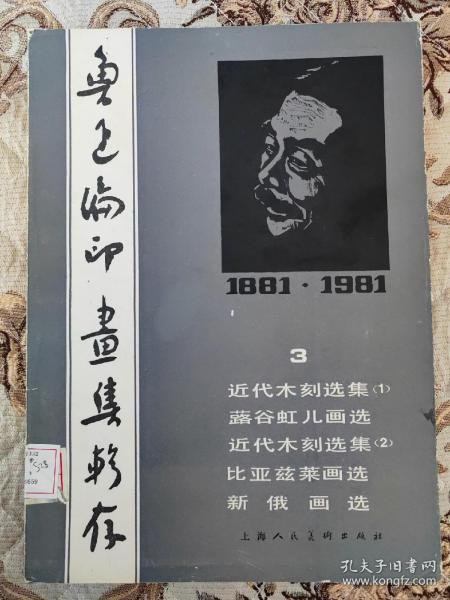 鲁迅编印画集辑存
1881·1981
3
近代木刻选集(1)
蕗谷虹儿画选
近代木刻选集(2)
比亚兹莱画选
新俄画选
上海人民美術出版社
孔夫子旧书网
www.kongfz.com